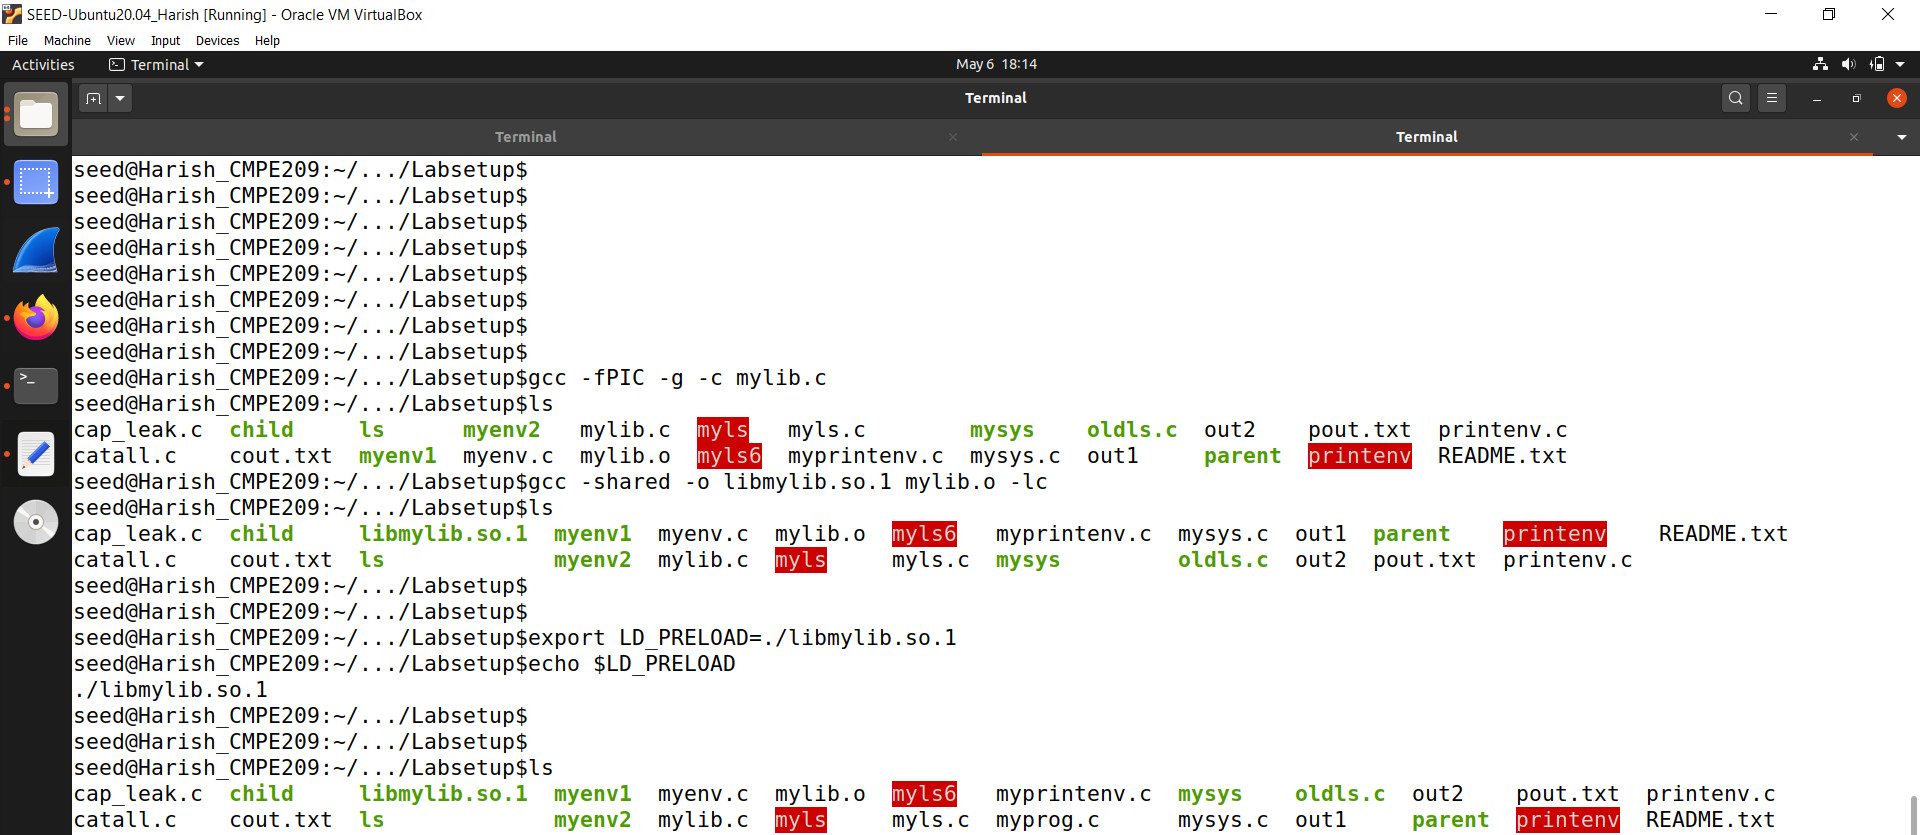 SEED-Ubuntu20.04_Harish [Running] - Oracle VM VirtualBox
File Machine View Input Devices Help
Activities Terminal May 6 18:14
Terminal
Terminal Terminal
seed@Harish_CMPE209:~/.../Labsetup$
seed@Harish_CMPE209:~/.../Labsetup$
seed@Harish_CMPE209:~/.../Labsetup$
seed@Harish_CMPE209:~/.../Labsetup$
seed@Harish_CMPE209:~/.../Labsetup$
seed@Harish_CMPE209:~/.../Labsetup$
seed@Harish_CMPE209:~/.../Labsetup$
seed@Harish_CMPE209:~/.../Labsetup$
seed@Harish_CMPE209:~/.../Labsetup$gcc -fPIC -g -c mylib.c
seed@Harish_CMPE209:~/.../Labsetup$ls
cap_leak.c child ls myenv2 mylib.c myls myls.c mysys oldls.c out2 pout.txt printenv.c
catall.c cout.txt myenv1 myenv.c mylib.o myls6 myprintenv.c mysys.c out1 parent printenv README.txt
seed@Harish_CMPE209:~/.../Labsetup$gcc -shared -o libmylib.so.1 mylib.o -lc
seed@Harish_CMPE209:~/.../Labsetup$ls
cap_leak.c child libmylib.so.1 myenv1 myenv.c mylib.o myls6 myprintenv.c mysys.c out1 parent printenv README.txt
catall.c cout.txt ls myenv2 mylib.c myls myls.c mysys oldls.c out2 pout.txt printenv.c
seed@Harish_CMPE209:~/.../Labsetup$
seed@Harish_CMPE209:~/.../Labsetup$
seed@Harish_CMPE209:~/.../Labsetup$export LD_PRELOAD=./libmylib.so.1
seed@Harish_CMPE209:~/.../Labsetup$echo $LD_PRELOAD
./libmylib.so.1
seed@Harish_CMPE209:~/.../Labsetup$
seed@Harish_CMPE209:~/.../Labsetup$
seed@Harish_CMPE209:~/.../Labsetup$ls
cap_leak.c child libmylib.so.1 myenv1 myenv.c mylib.o myls6 myprintenv.c mysys oldls.c out2 pout.txt printenv.c
catall.c cout.txt ls myenv2 mylib.c myls myls.c myprog.c mysys.c out1 parent printenv README.txt